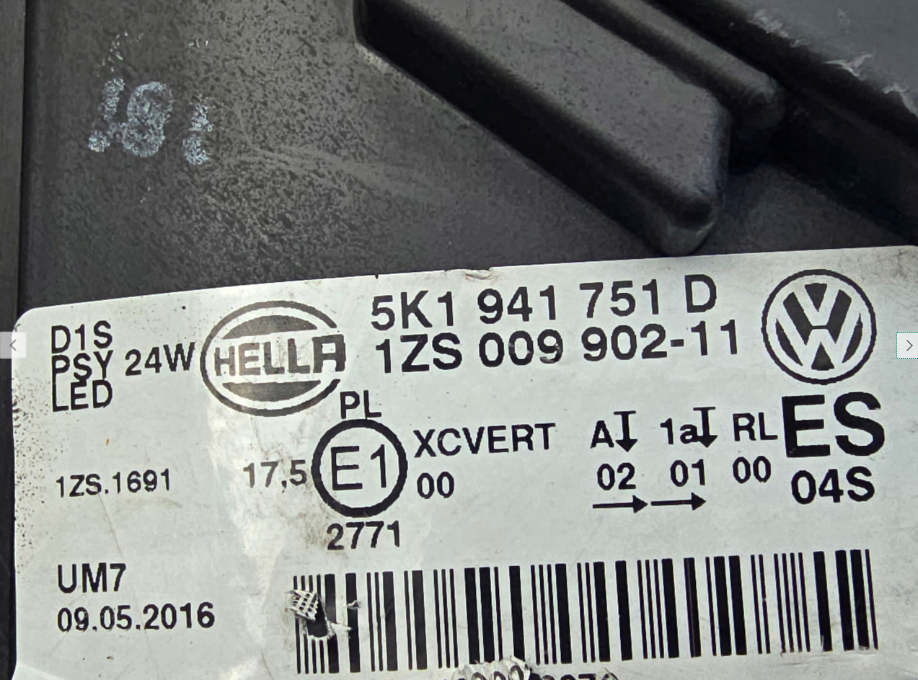 D1S
PSY 24W
LED
HELLA
5K1 941 751 D
1ZS 009 902-11
PL
E1
17,5
2771
XCVERT
00
A 1a RL
02 01 00
ES
04S
1ZS.1691
UM7
09.05.2016